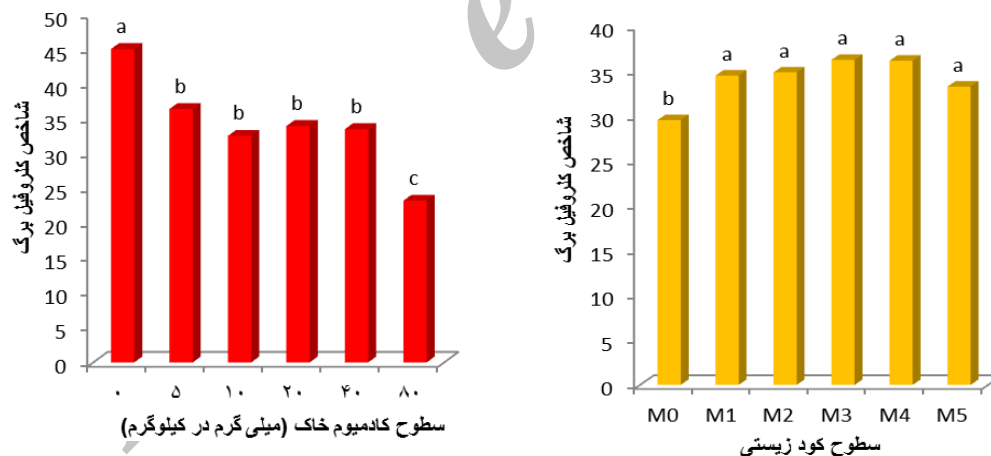 50
45
40
35
30
25
20
15
10
5
0
شاخص کلروفیل برگ
a
b
b
b
b
c
۰ ۵ ۱۰ ۲۰ ۴۰ ۸۰
سطوح کادمیوم خاک (میلی گرم در کیلوگرم)
40
35
30
25
20
15
10
5
0
شاخص کلروفیل برگ
b
a
a
a
a
a
M0 M1 M2 M3 M4 M5
سطوح کود زیستی
e